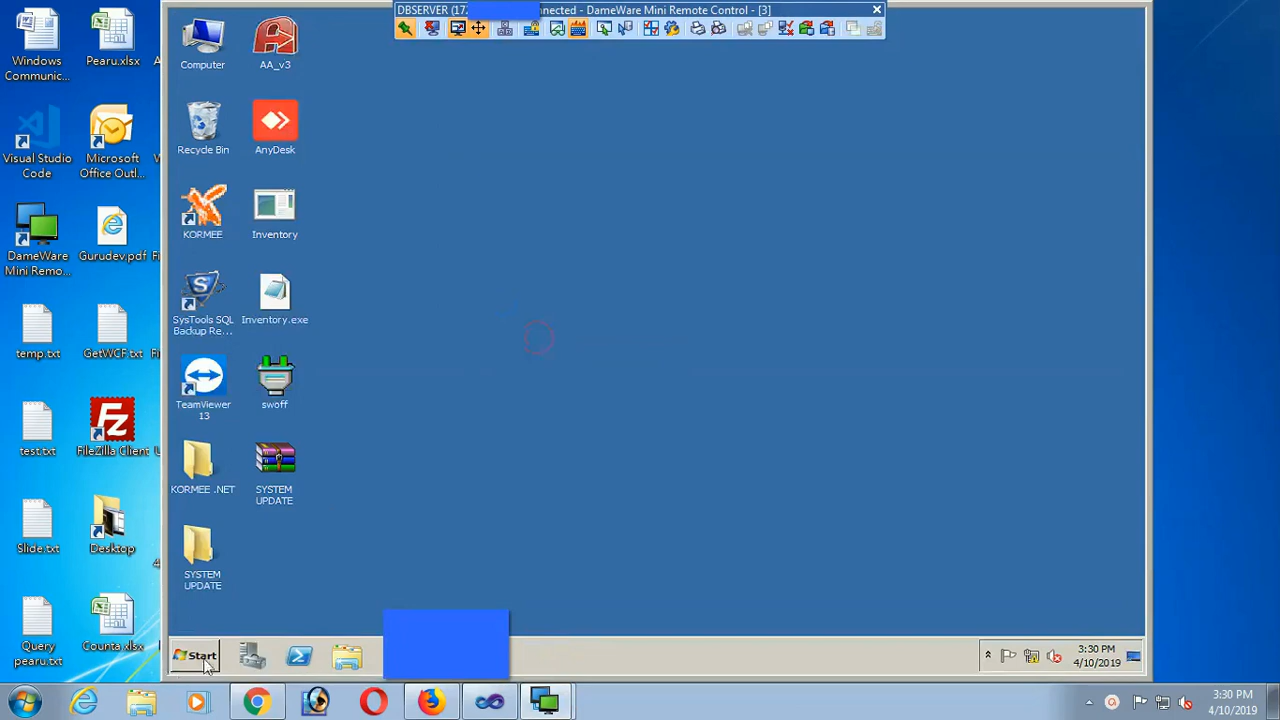 DBSERVER (17.
nnected - DameWare Mini Remote Control - [3]
Windows
Communic...
Pearu.xlsx
Visual Studio
Code
Microsoft
Office Outl...
DameWare
Mini Remo...
Gurudev.pdf
temp.txt
GetWCF.txt
test.txt
FileZilla Client
Slide.txt
Desktop
Query
pearu.txt
Counta.xlsx
Computer
AA_v3
Recycle Bin
AnyDesk
KORMEE
Inventory
SysTools SQL
Backup Re...
Inventory.exe
TeamViewer
13
swoff
KORMEE .NET
SYSTEM
UPDATE
SYSTEM
UPDATE
Start
3:30 PM
4/10/2019
3:30 PM
4/10/2019